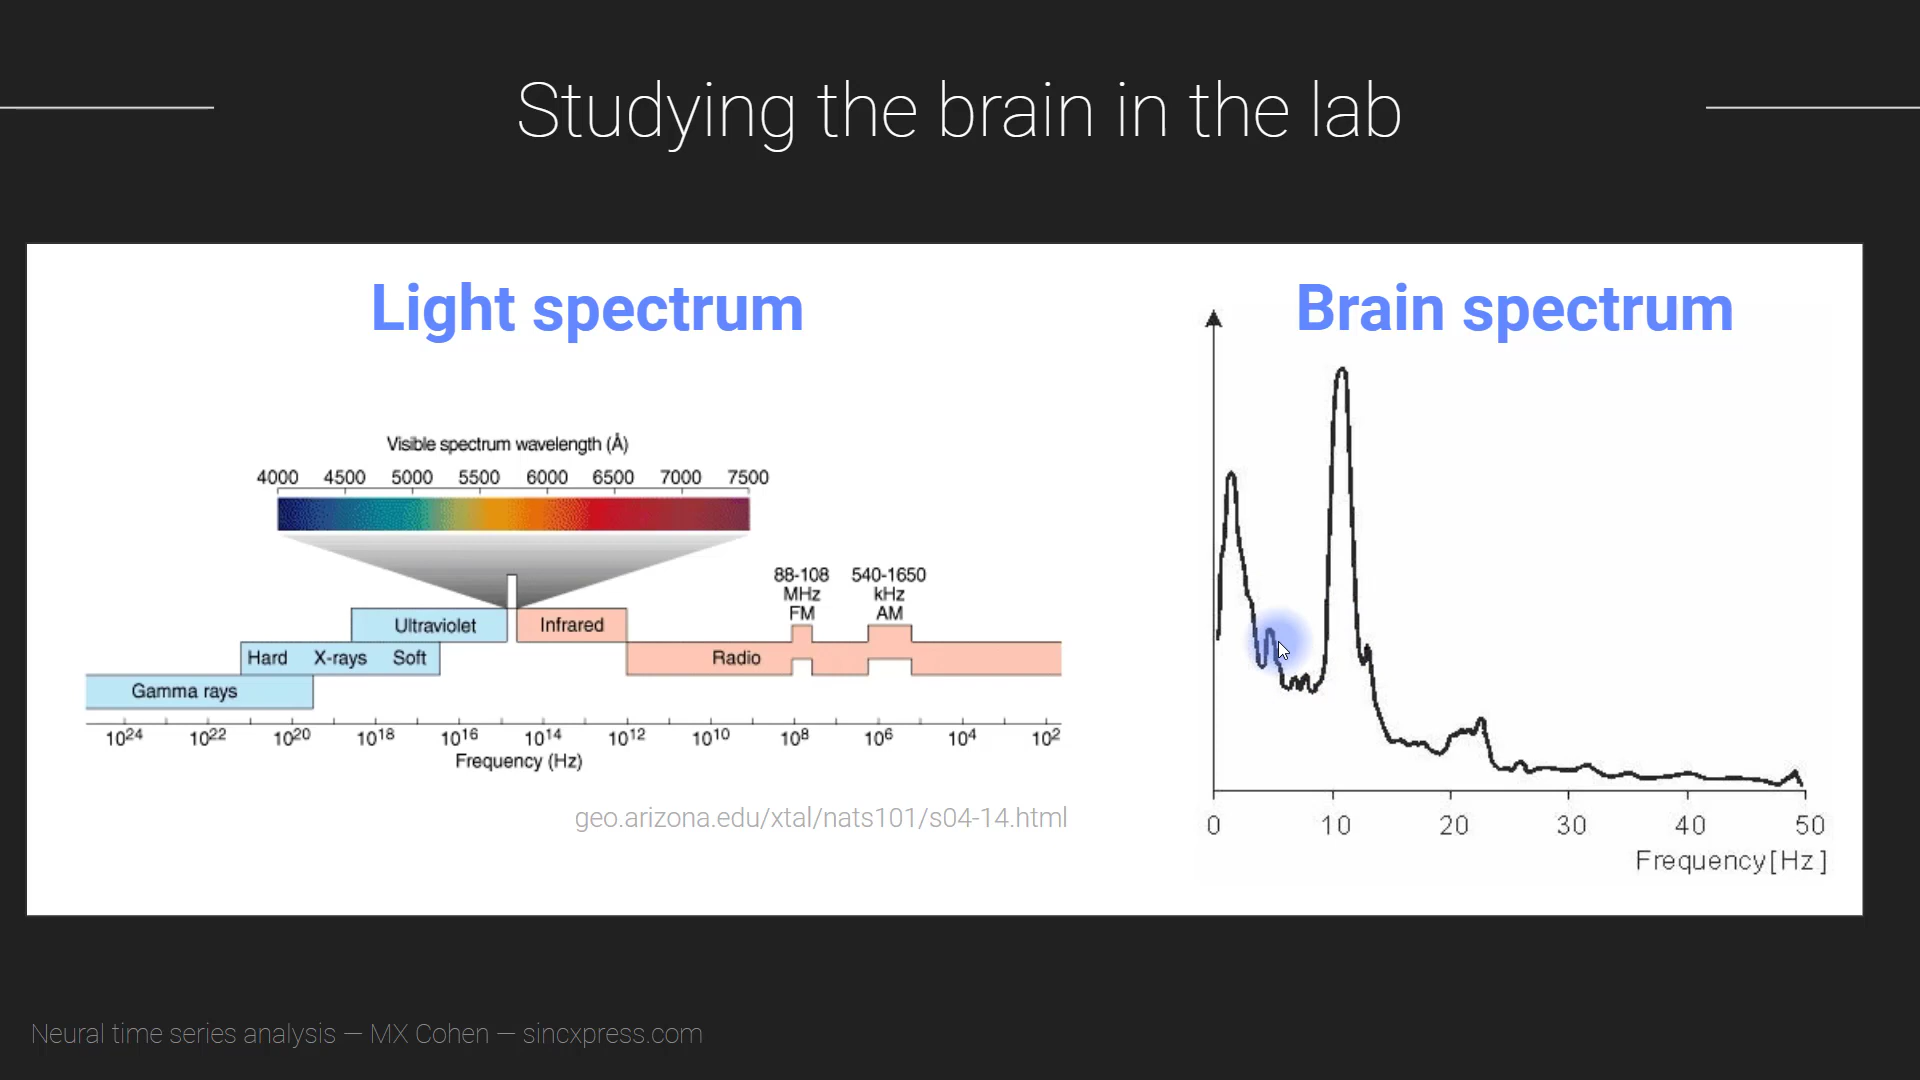 Studying the brain in the lab
Light spectrum
Visible spectrum wavelength (Å)
4000 4500 5000 5500 6000 6500 7000 7500
88-108 MHz FM
540-1650 kHz AM
Ultraviolet
Infrared
Hard X-rays Soft
Radio
Gamma rays
10²⁴ 10²² 10²⁰ 10¹⁸ 10¹⁶ 10¹⁴ 10¹² 10¹⁰ 10⁸ 10⁶ 10⁴ 10²
Frequency (Hz)
geo.arizona.edu/xtal/nats101/s04-14.html
Brain spectrum
0 10 20 30 40 50
Frequency[Hz]
Neural time series analysis — MX Cohen — sincxpress.com